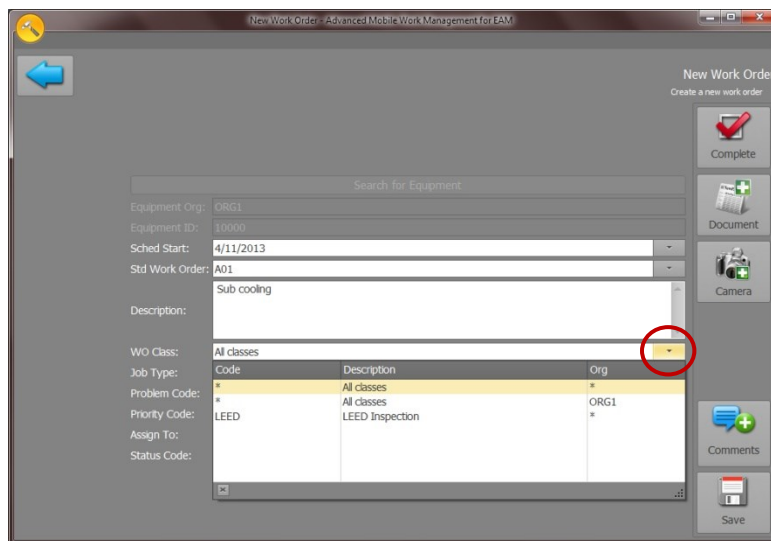 New Work Order - Advanced Mobile Work Management for EAM
New Work Orde
Create a new work order
Complete
Search for Equipment
Equipment Org: ORG1
Document
Equipment ID: 10000
Sched Start: 4/11/2013
Std Work Order: A01
Camera
Description: Sub cooling
WO Class: All classes
Job Type:
Code Description Org
* All classes *
Problem Code:
* All classes ORG1
Priority Code:
LEED LEED Inspection *
Assign To:
Status Code:
Comments
Save